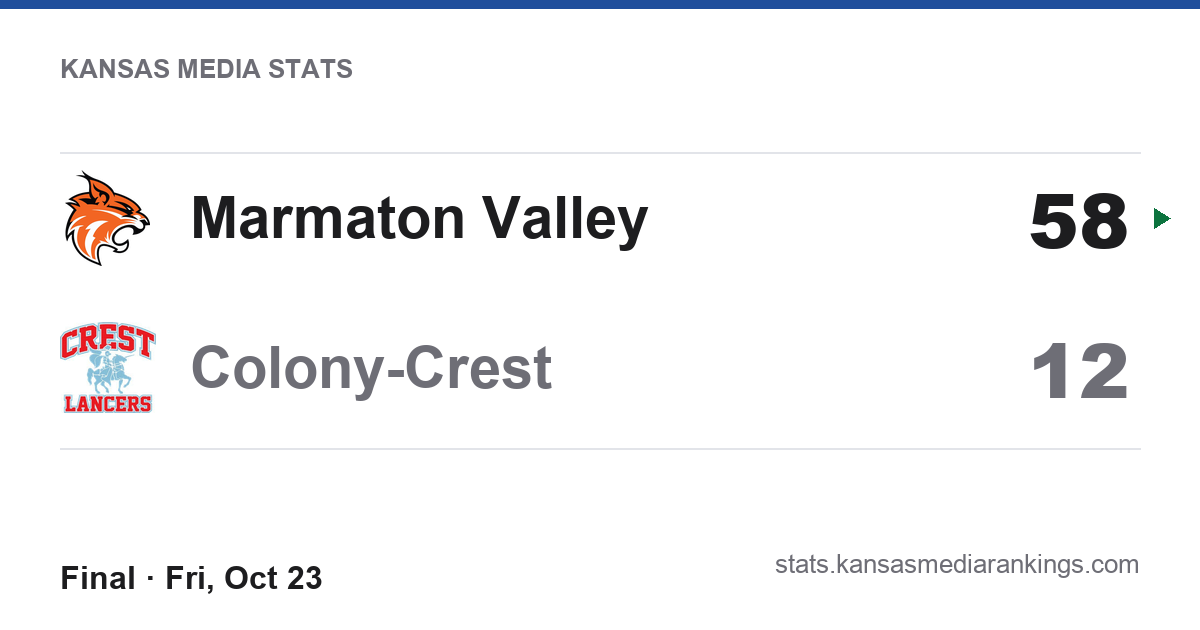 KANSAS MEDIA STATS
Marmaton Valley 58
CREST
LANCERS
Colony-Crest 12
Final · Fri, Oct 23
stats.kansasmediarankings.com